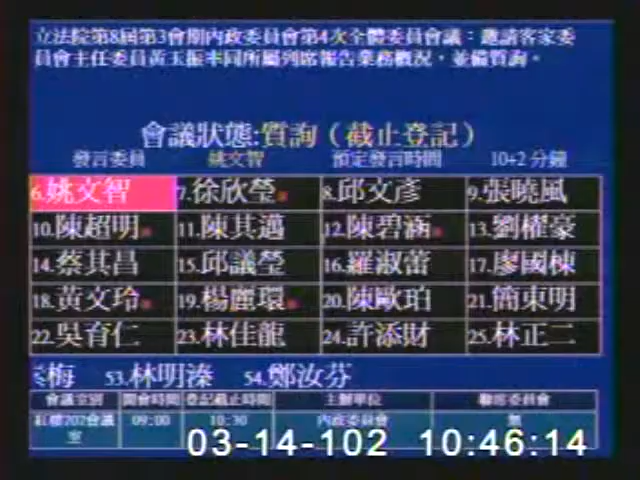 立法院第8屆第3會期內政委員會第4次全體委員會議：邀請客家委
員會主任委員黃玉振率同所屬列席報告業務概況，並備質詢。
會議狀態:質詢（截止登記）
發言委員 姚文智 預定發言時間 10+2 分鐘
6.姚文智 7.徐欣瑩 8.邱文彥 9.張曉風
10.陳超明 11.陳其邁 12.陳碧涵 13.劉櫂豪
14.蔡其昌 15.邱議瑩 16.羅淑蕾 17.廖國棟
18.黃文玲 19.楊麗環 20.陳歐珀 21.簡東明
22.吳育仁 23.林佳龍 24.許添財 25.林正二
梅 53.林明溱 54.鄭汝芬
會議室別 開會時間 登記截止時間 主辦單位 聯席委員會
紅樓202會議室 09:00 10:30 內政委員會 無
03-14-102 10:46:14